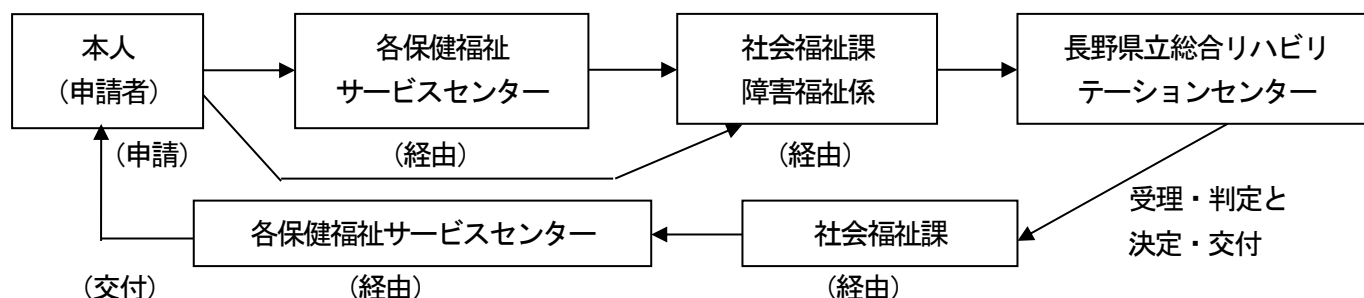 本人
(申請者)
各保健福祉
サービスセンター
社会福祉課
障害福祉係
長野県立総合リハビリ
テーションセンター
(申請)
(経由)
(経由)
受理・判定と
決定・交付
各保健福祉サービスセンター
社会福祉課
(交付)
(経由)
(経由)